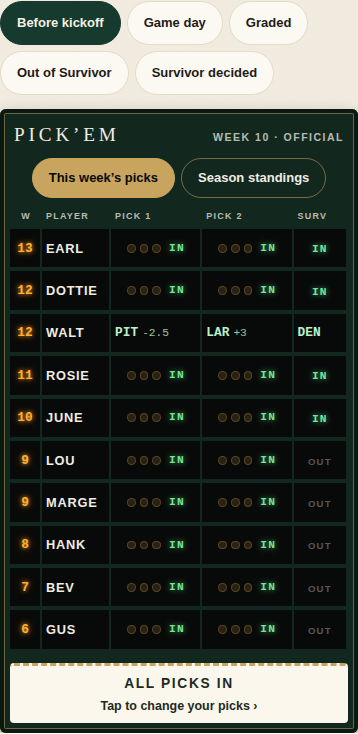 Before kickoff Game day Graded
Out of Survivor Survivor decided
PICK’EM WEEK 10 · OFFICIAL
This week’s picks Season standings
W PLAYER PICK 1 PICK 2 SURV
13 EARL IN IN IN
12 DOTTIE IN IN IN
12 WALT PIT -2.5 LAR +3 DEN
11 ROSIE IN IN IN
10 JUNE IN IN IN
9 LOU IN IN OUT
9 MARGE IN IN OUT
8 HANK IN IN OUT
7 BEV IN IN OUT
6 GUS IN IN OUT
ALL PICKS IN
Tap to change your picks ›